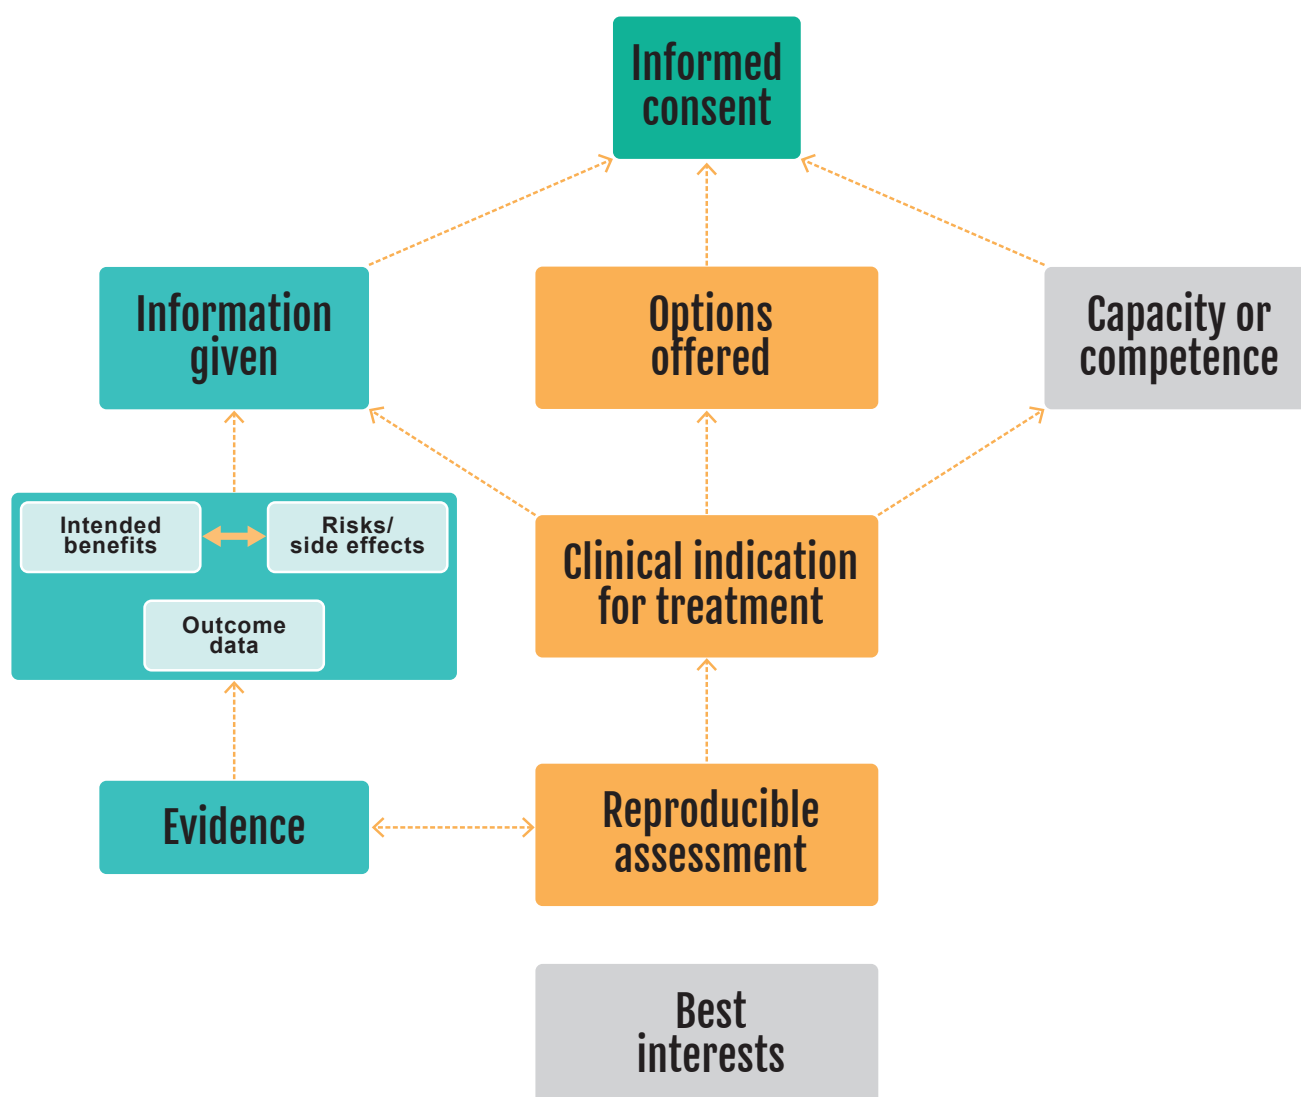 Informed
consent
Information
given
Options
offered
Capacity or
competence
Intended
benefits
Risks/
side effects
Outcome
data
Clinical indication
for treatment
Evidence
Reproducible
assessment
Best
interests